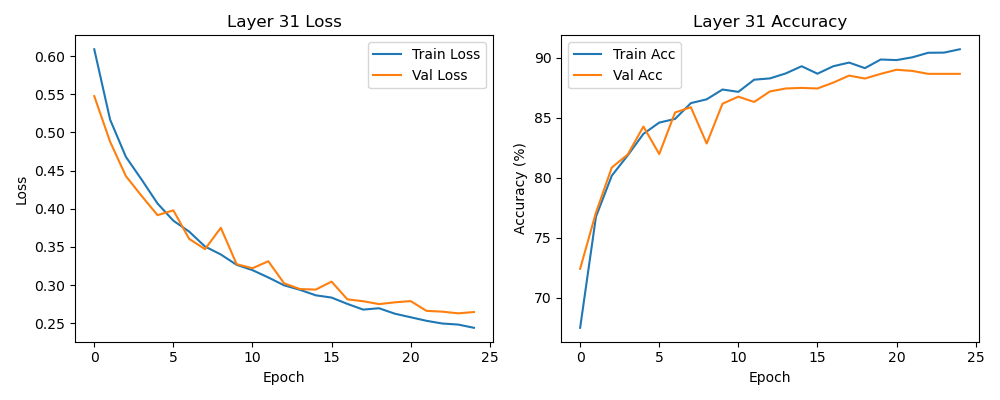 Layer 31 Loss
Train Loss
Val Loss
0.60
0.55
0.50
0.45
0.40
0.35
0.30
0.25
Loss
0 5 10 15 20 25
Epoch
Layer 31 Accuracy
Train Acc
Val Acc
90
85
80
75
70
Accuracy (%)
0 5 10 15 20 25
Epoch